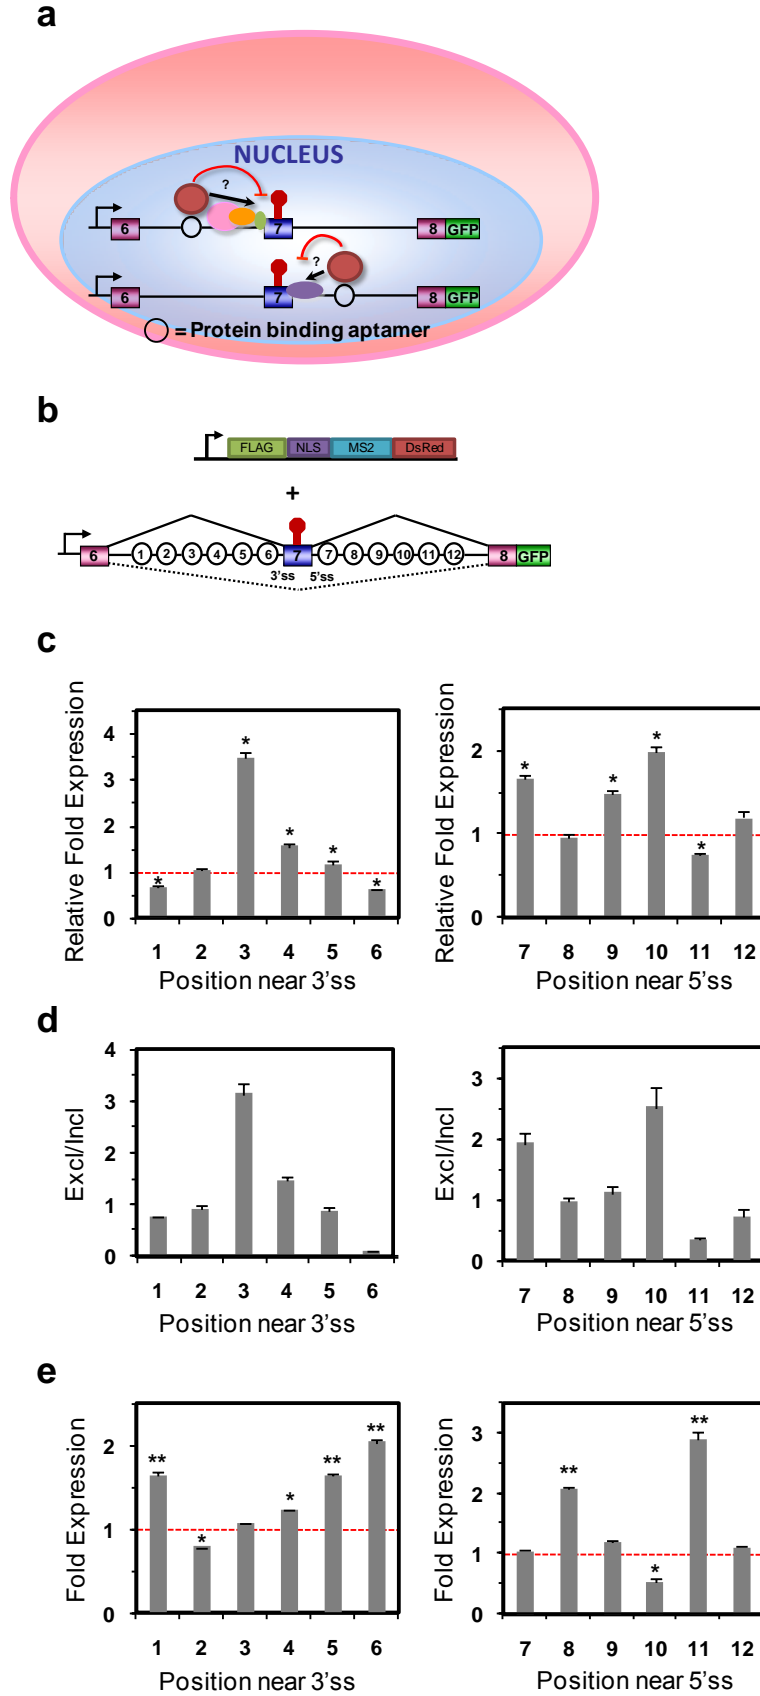 a
NUCLEUS
?
6
7
8 GFP
?
6
7
8 GFP
= Protein binding aptamer
b
FLAG NLS MS2 DsRed
+
6 1 2 3 4 5 6 7 7 8 9 10 11 12 8 GFP
3'ss 5'ss
c
Relative Fold Expression
4
3
2
1
0
*
*
*
*
*
1 2 3 4 5 6
Position near 3'ss
Relative Fold Expression
2
1
0
*
*
*
*
7 8 9 10 11 12
Position near 5'ss
d
Excl/Incl
4
3
2
1
0
1 2 3 4 5 6
Position near 3'ss
Excl/Incl
3
2
1
0
7 8 9 10 11 12
Position near 5'ss
e
Fold Expression
2
1
0
**
*
*
**
**
1 2 3 4 5 6
Position near 3'ss
Fold Expression
3
2
1
0
**
*
**
7 8 9 10 11 12
Position near 5'ss